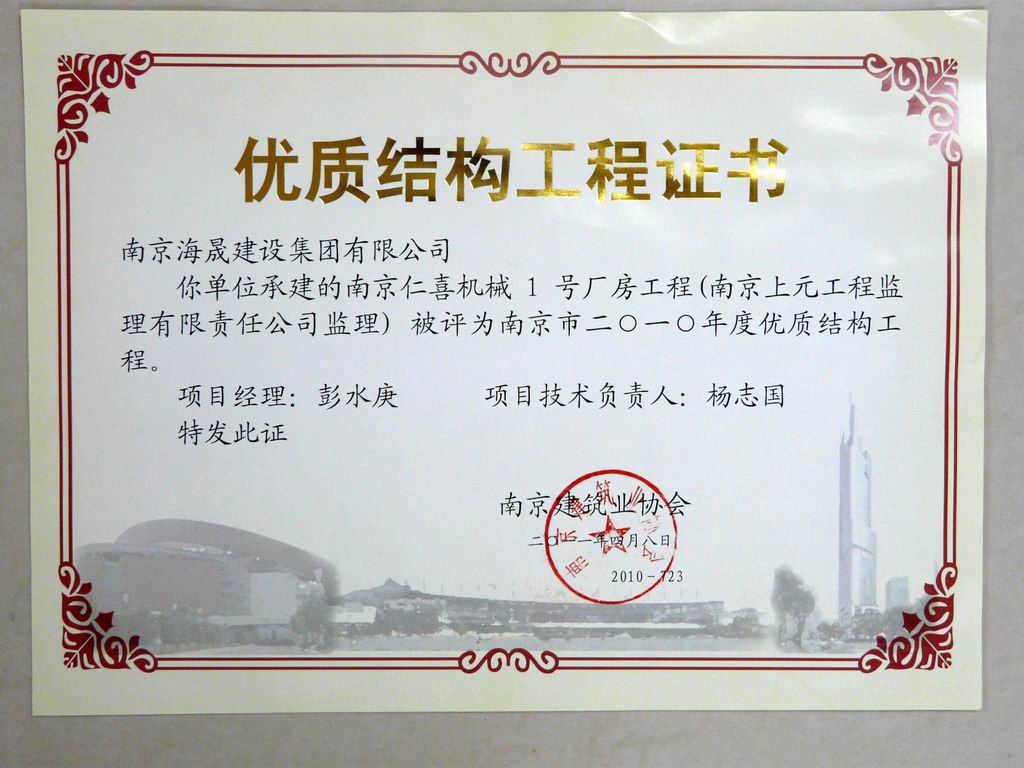 优质结构工程证书
南京海晟建设集团有限公司
你单位承建的南京仁喜机械 1 号厂房工程(南京上元工程监
理有限责任公司监理) 被评为南京市二〇一〇年度优质结构工
程。
项目经理：彭水庚 项目技术负责人：杨志国
特发此证
南京建筑业协会
二〇一一年四月八日
2010-723